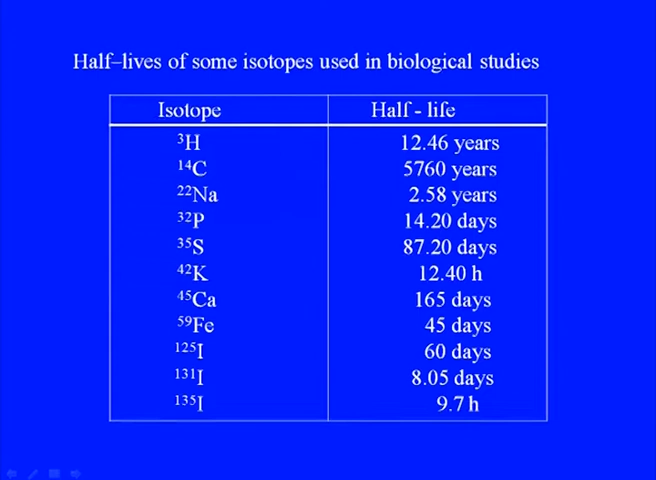 Half–lives of some isotopes used in biological studies
Isotope Half - life
³H 12.46 years
¹⁴C 5760 years
²²Na 2.58 years
³²P 14.20 days
³⁵S 87.20 days
⁴²K 12.40 h
⁴⁵Ca 165 days
⁵⁹Fe 45 days
¹²⁵I 60 days
¹³¹I 8.05 days
¹³⁵I 9.7 h